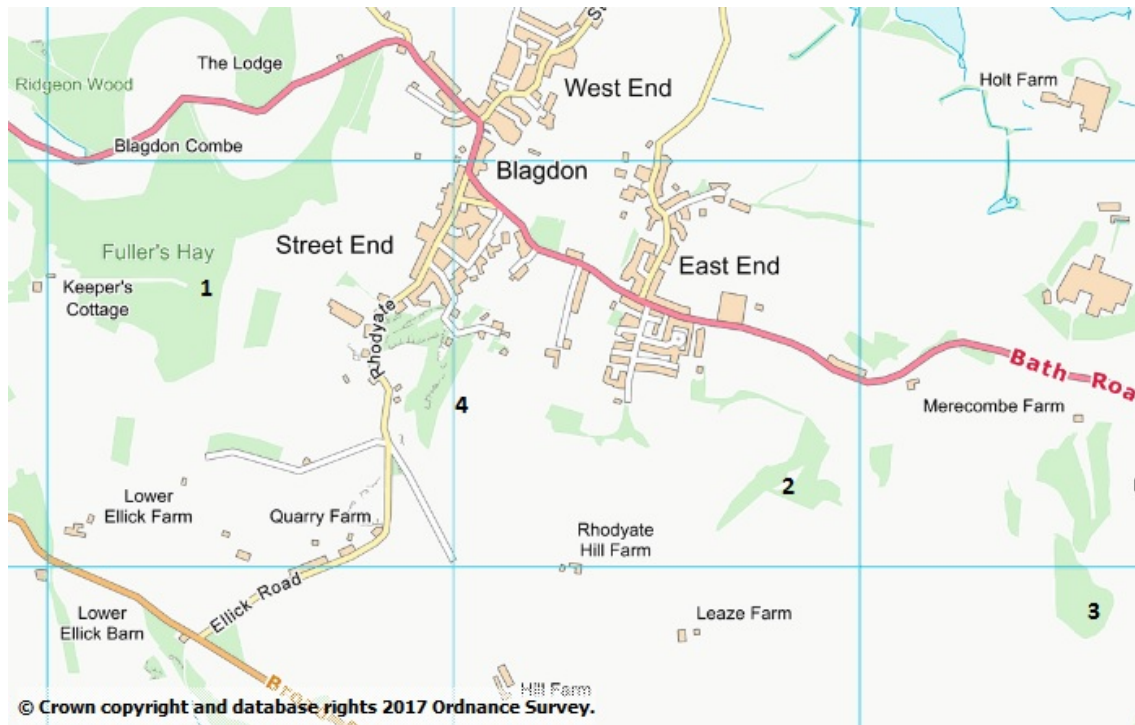 The Lodge
Ridgeon Wood
West End
Holt Farm
Blagdon Combe
Blagdon
Fuller's Hay
Street End
East End
Keeper's
Cottage
1
Rhodyate
Bath Roa
Merecombe Farm
4
2
Lower
Ellick Farm
Quarry Farm
Rhodyate
Hill Farm
Ellick Road
Lower
Ellick Barn
Leaze Farm
3
Hill Farm
© Crown copyright and database rights 2017 Ordnance Survey.